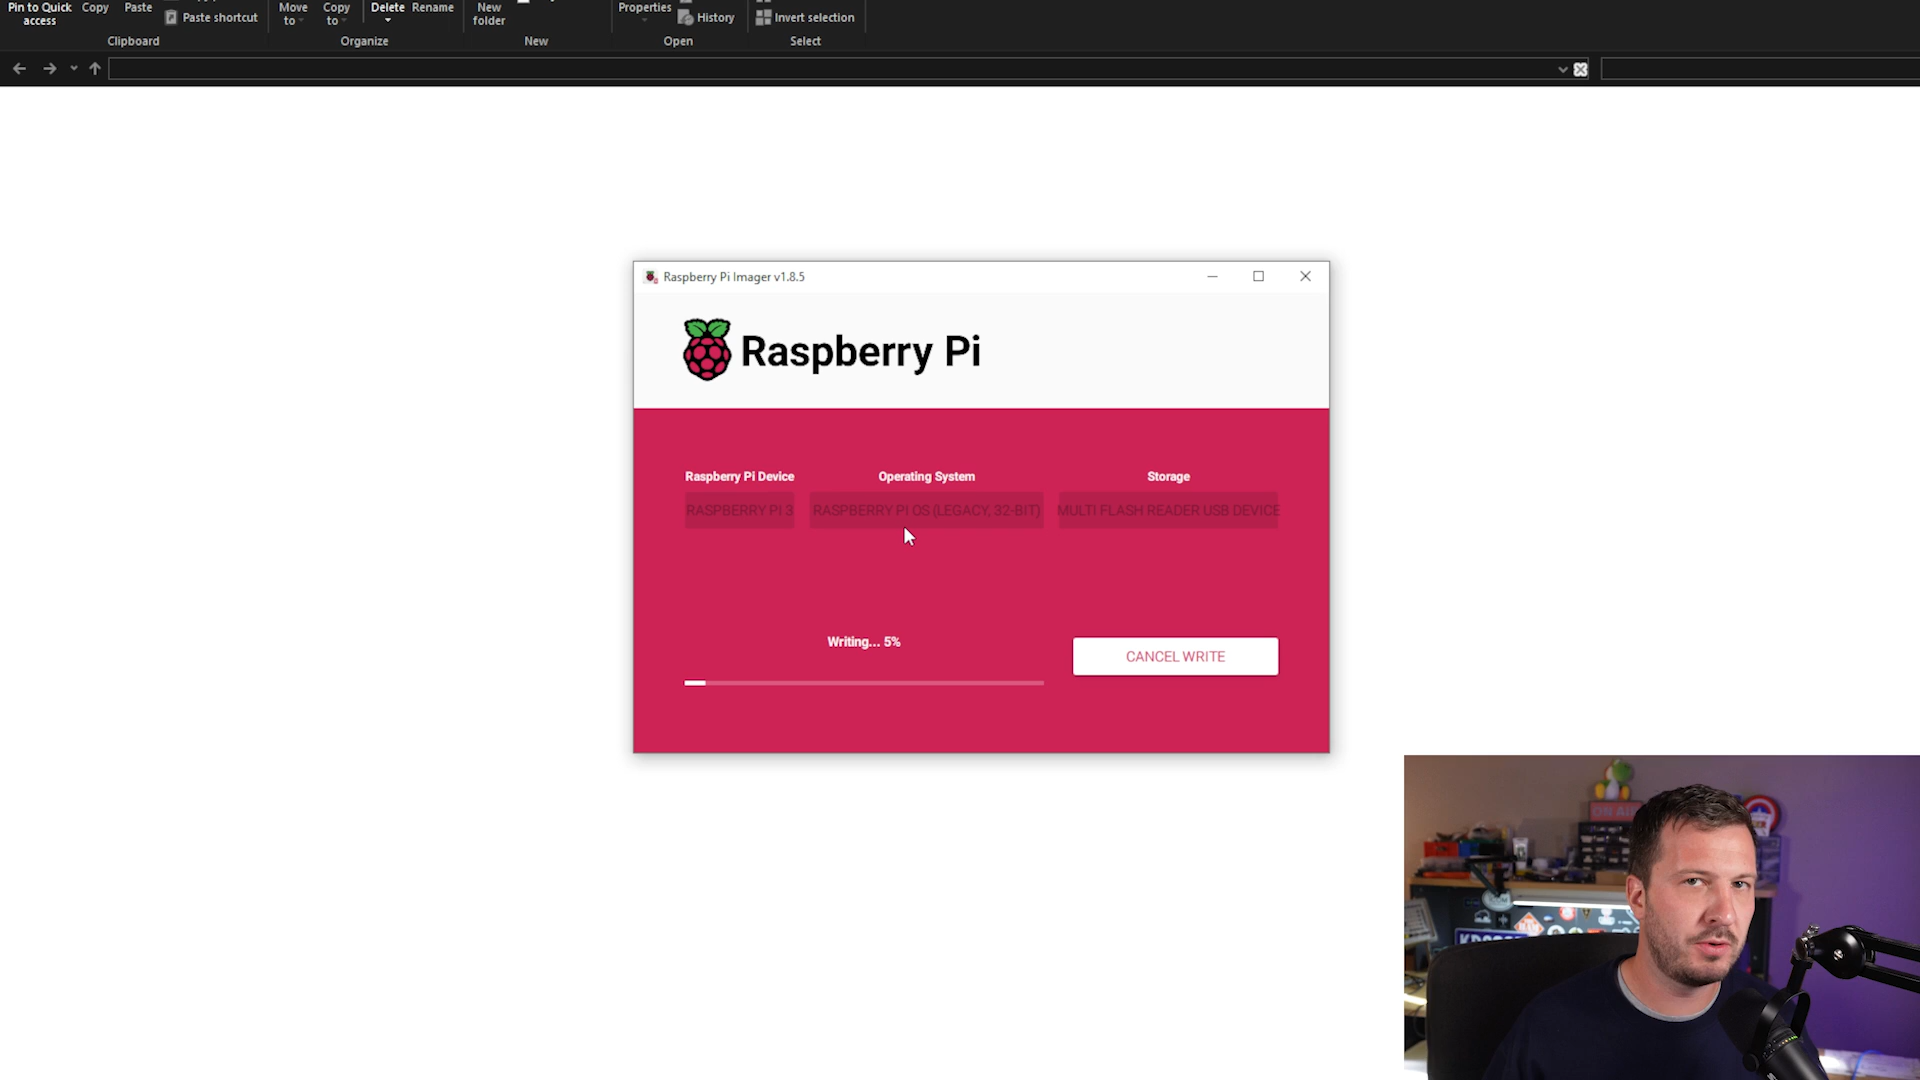 Pin to Quick access
Copy
Paste
Paste shortcut
Clipboard
Move to
Copy to
Delete
Rename
Organize
New folder
New
Properties
History
Open
Invert selection
Select
Raspberry Pi Imager v1.8.5
Raspberry Pi
Raspberry Pi Device
Operating System
Storage
RASPBERRY PI 3
RASPBERRY PI OS (LEGACY, 32-BIT)
MULTI FLASH READER USB DEVICE
Writing... 5%
CANCEL WRITE
ON AIR